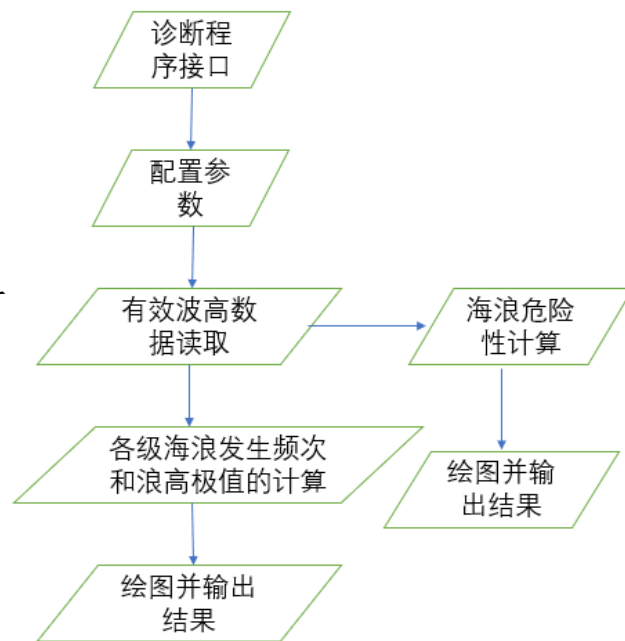 诊断程
序接口
配置参
数
有效波高数
据读取
海浪危险
性计算
各级海浪发生频次
和浪高极值的计算
绘图并输
出结果
绘图并输出
结果